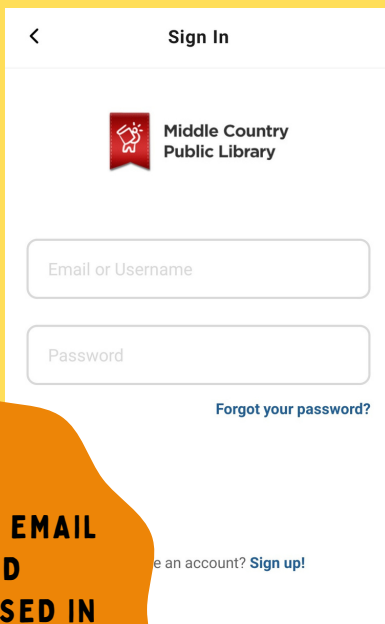 Sign In
Middle Country
Public Library
Email or Username
Password
Forgot your password?
EMAIL
e an account? Sign up!
D
SED IN